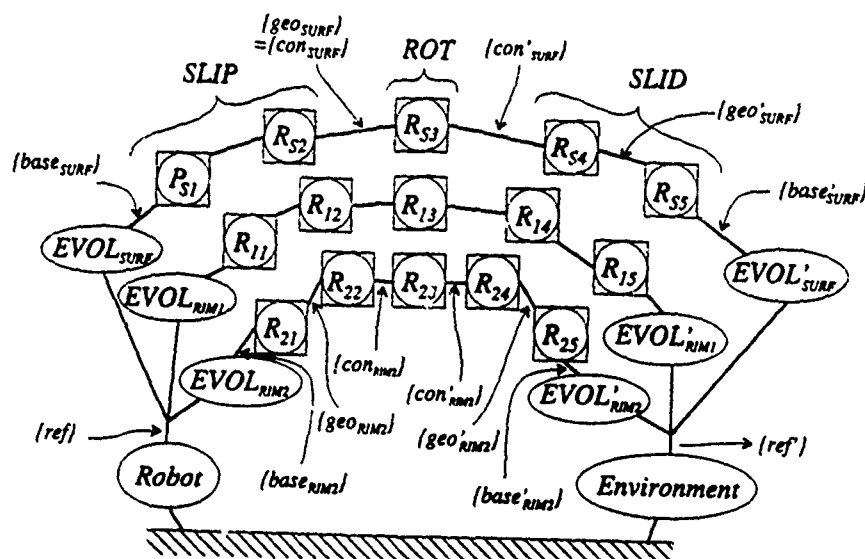 {geo_SURF}
={con_SURF}
ROT
{con'_SURF}
SLIP
SLID
{geo'_SURF}
R_S3
R_S2
R_S4
{base_SURF}
P_S1
R_S5
{base'_SURF}
R_12
R_13
R_14
R_11
EVOL_SURF
R_15
EVOL'_SURF
R_22
R_23
R_24
EVOL_RIM1
R_21
R_25
EVOL'_RIM1
{con_RIM2}
{con'_RIM2}
EVOL_RIM2
EVOL'_RIM2
{geo_RIM2}
{geo'_RIM2}
{ref}
{ref'}
{base_RIM2}
{base'_RIM2}
Robot
Environment